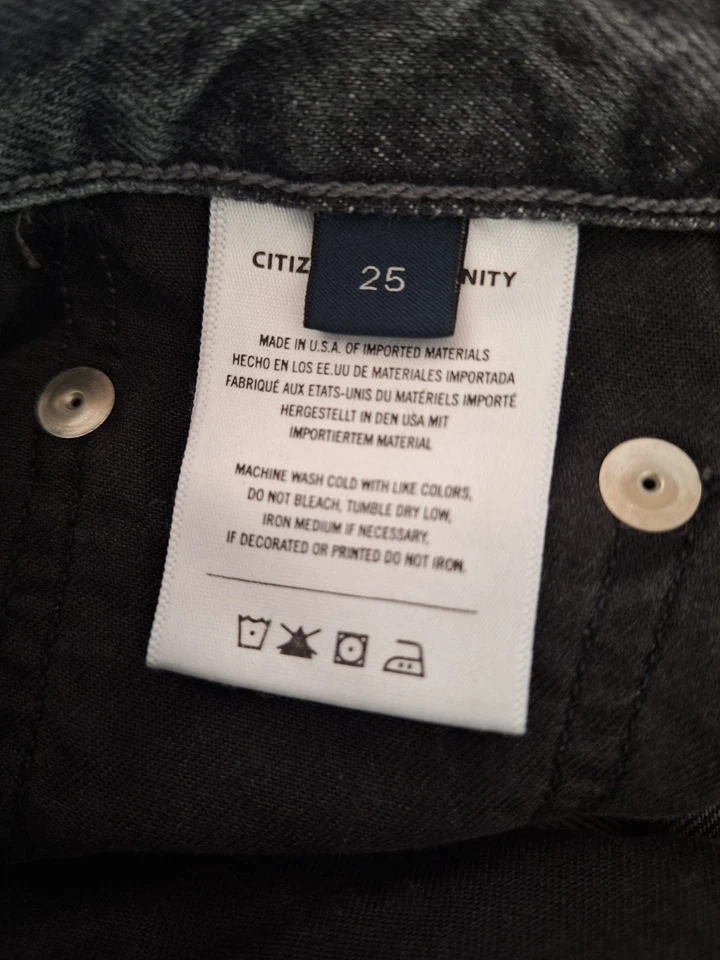 CITIZ
25
NITY
MADE IN U.S.A. OF IMPORTED MATERIALS
HECHO EN LOS EE.UU DE MATERIALES IMPORTADA
FABRIQUÉ AUX ETATS-UNIS DU MATÉRIELS IMPORTÉ
HERGESTELLT IN DEN USA MIT
IMPORTIERTEM MATERIAL
MACHINE WASH COLD WITH LIKE COLORS,
DO NOT BLEACH, TUMBLE DRY LOW,
IRON MEDIUM IF NECESSARY,
IF DECORATED OR PRINTED DO NOT IRON.